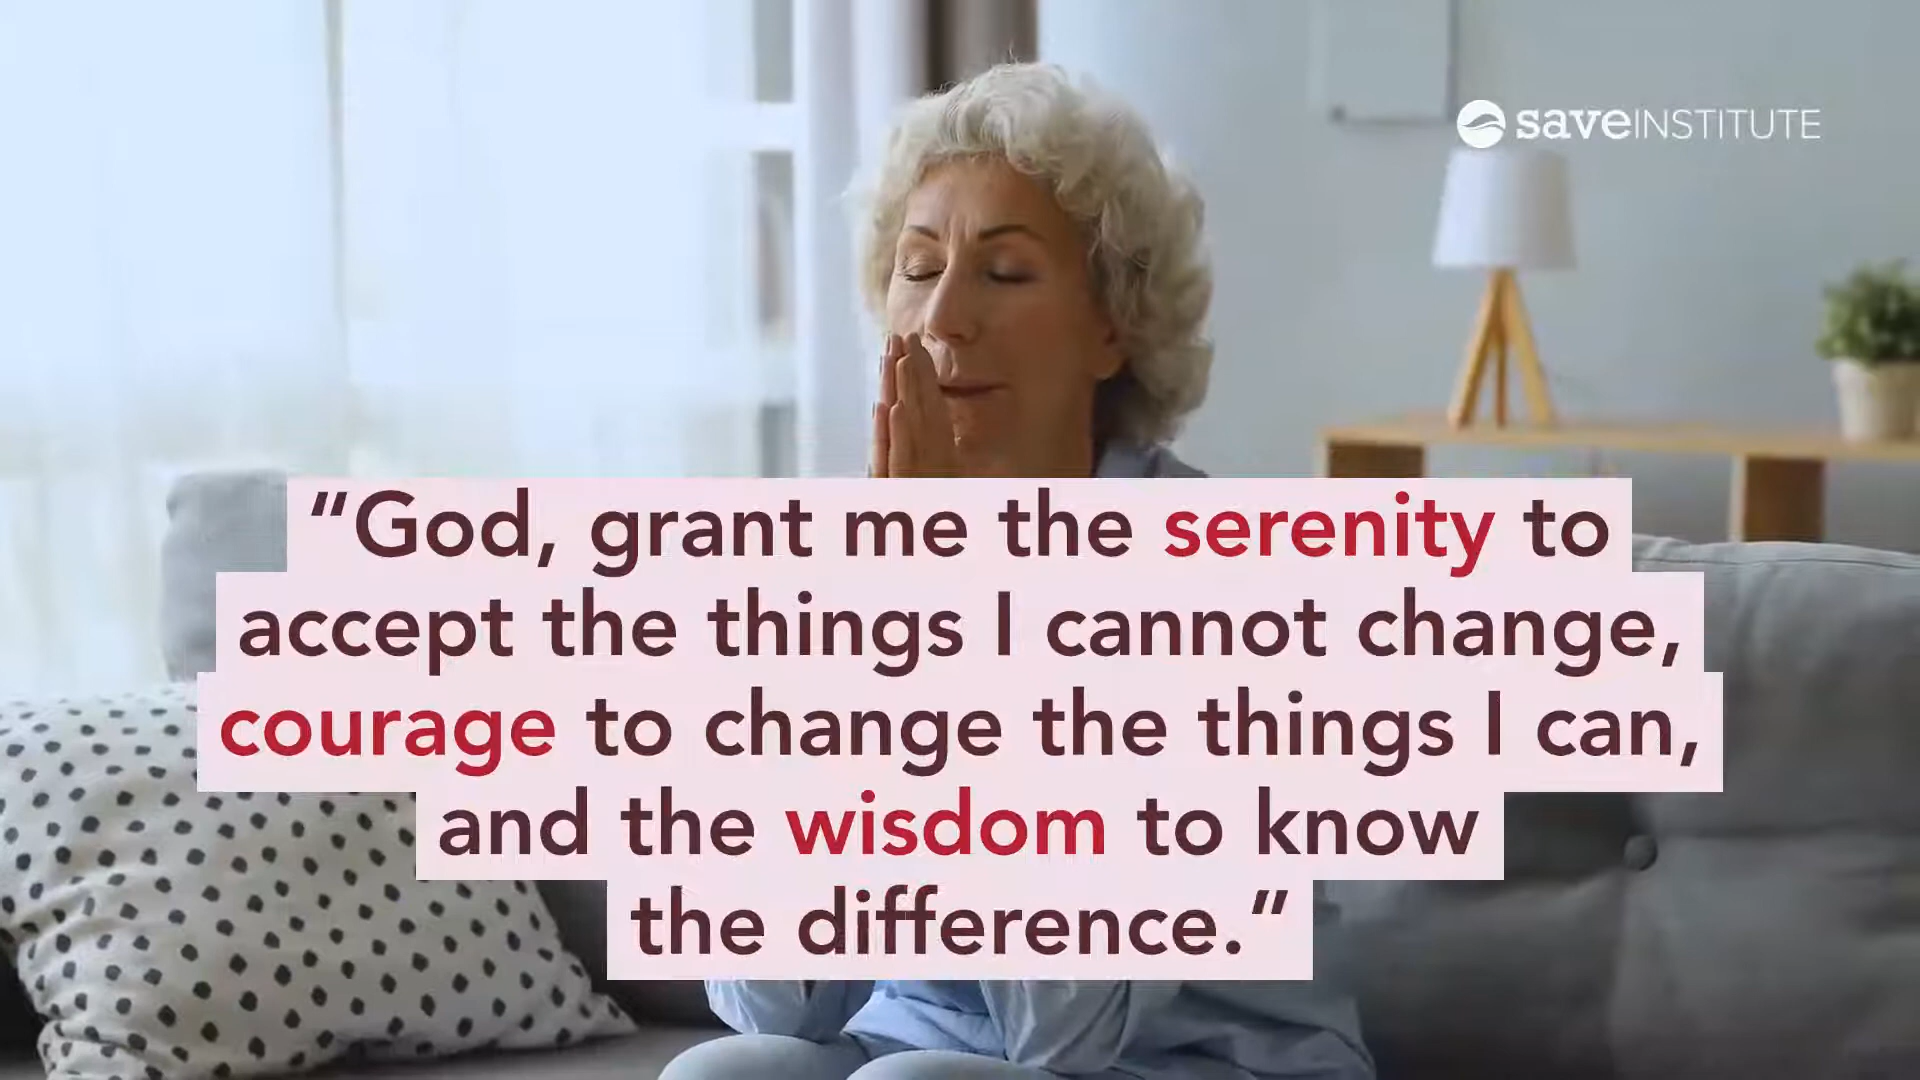 saveINSTITUTE
“God, grant me the serenity to
accept the things I cannot change,
courage to change the things I can,
and the wisdom to know
the difference.”